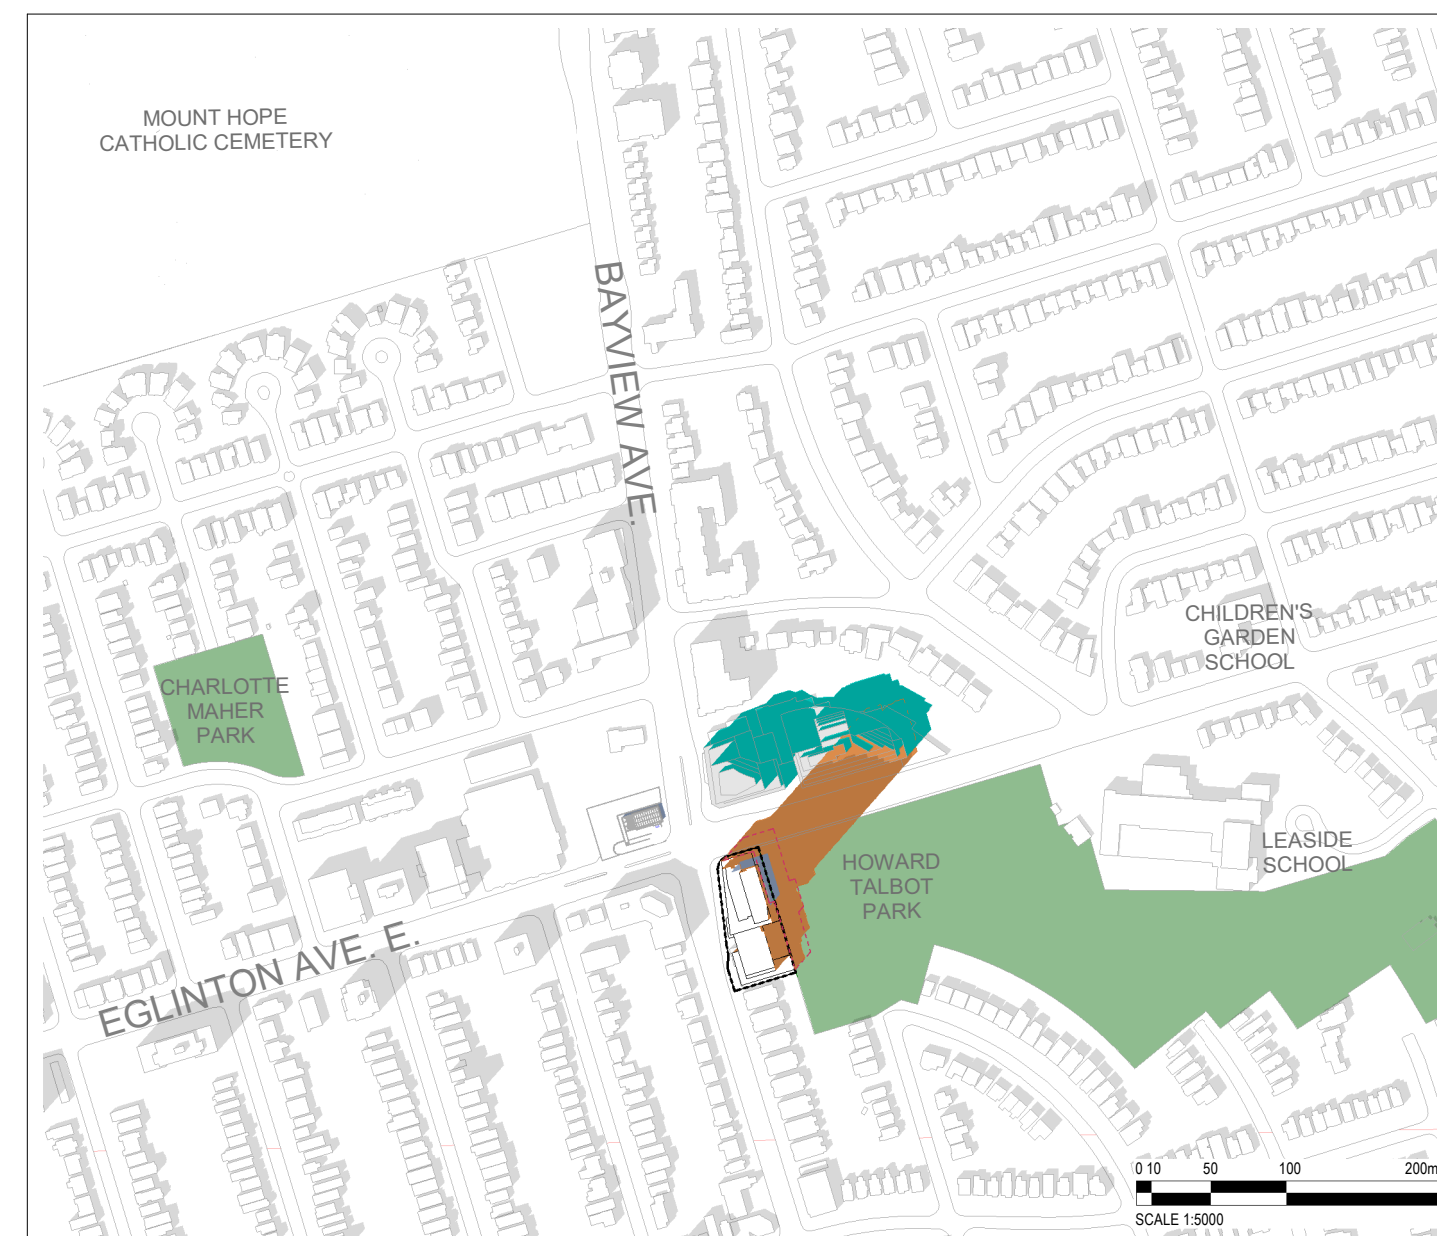 MOUNT HOPE
CATHOLIC CEMETERY
BAYVIEW AVE.
CHILDREN'S
GARDEN
SCHOOL
CHARLOTTE
MAHER
PARK
HOWARD
TALBOT
PARK
LEASIDE
SCHOOL
EGLINTON AVE. E.
0 10 50 100 200m
SCALE 1:5000